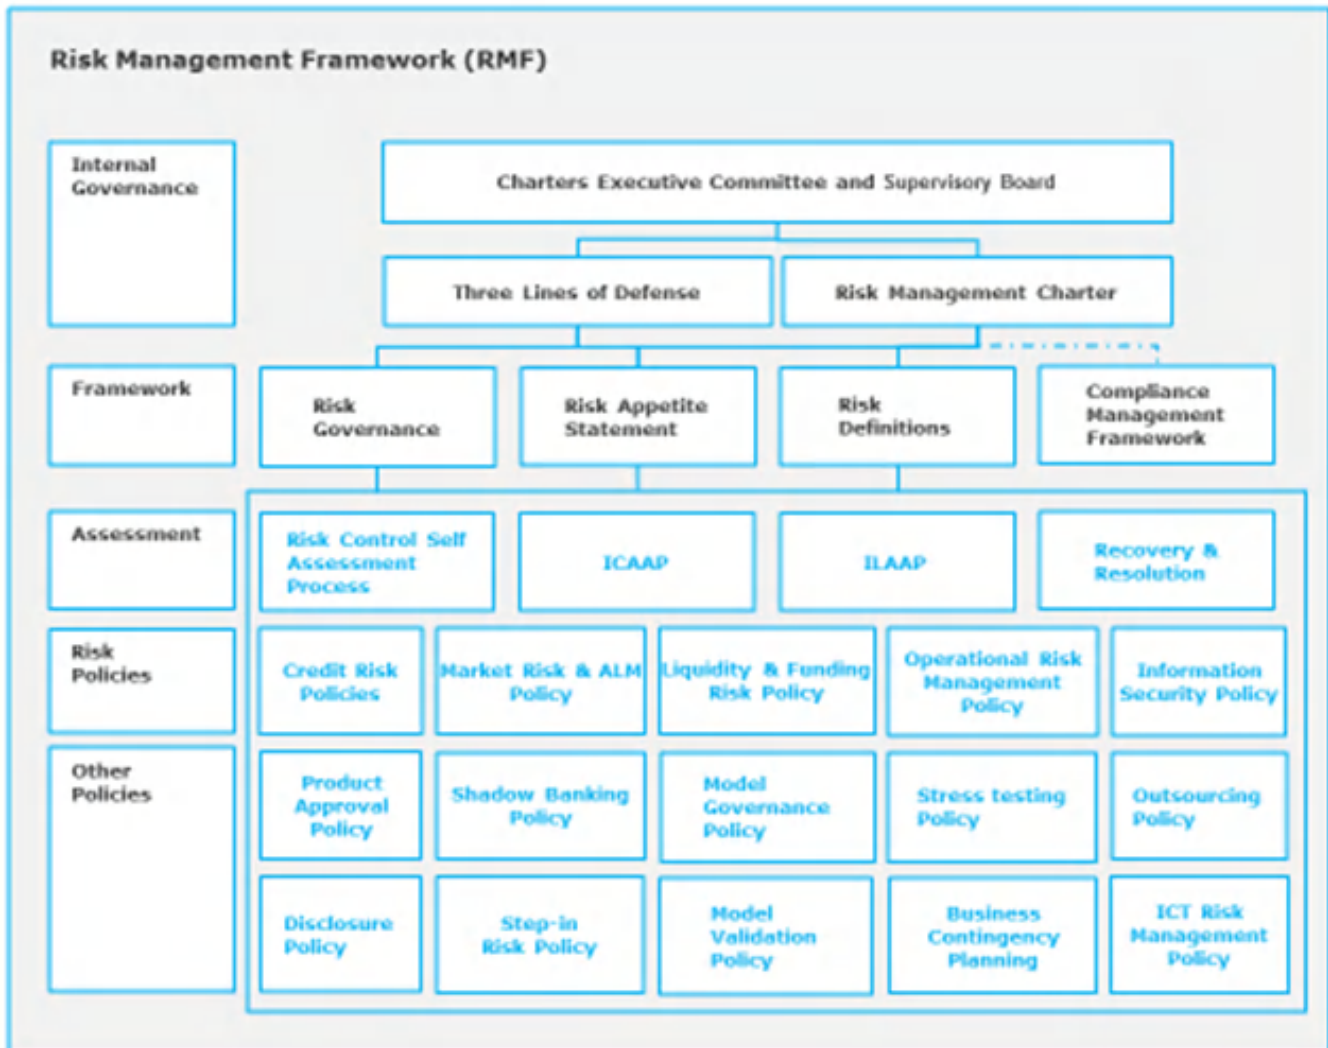 Risk Management Framework (RMF)
Internal
Governance
Charters Executive Committee and Supervisory Board
Three Lines of Defense
Risk Management Charter
Framework
Risk
Governance
Risk Appetite
Statement
Risk
Definitions
Compliance
Management
Framework
Assessment
Risk Control Self
Assessment
Process
ICAAP
ILAAP
Recovery &
Resolution
Risk
Policies
Credit Risk
Policies
Market Risk & ALM
Policy
Liquidity & Funding
Risk Policy
Operational Risk
Management
Policy
Information
Security Policy
Other
Policies
Product
Approval
Policy
Shadow Banking
Policy
Model
Governance
Policy
Stress testing
Policy
Outsourcing
Policy
Disclosure
Policy
Step-in
Risk Policy
Model
Validation
Policy
Business
Contingency
Planning
ICT Risk
Management
Policy